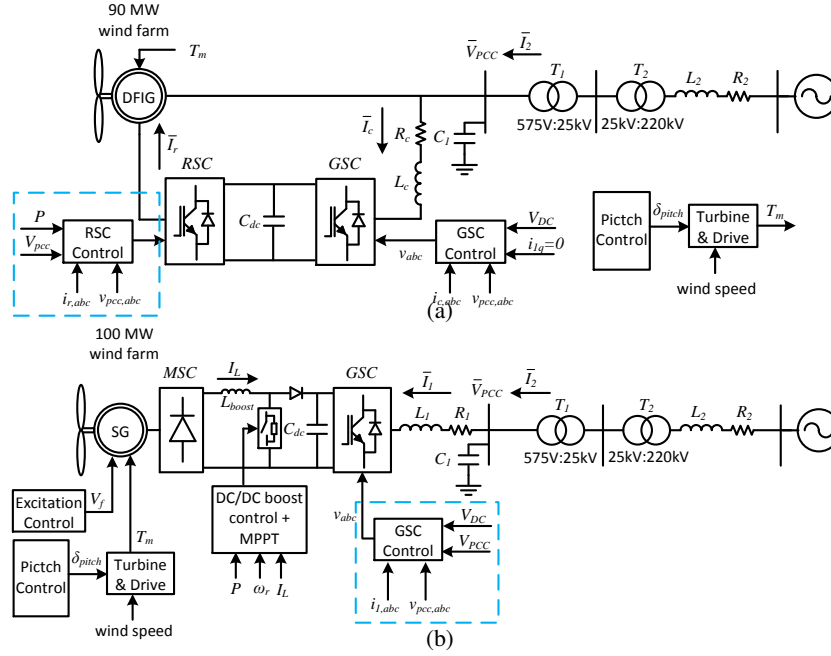 90 MW
wind farm
T_m
DFIG
V̄_PCC
Ī_2
T_1
T_2
L_2
R_2
575V:25kV
25kV:220kV
Ī_r
Ī_c
R_c
C_1
L_c
RSC
GSC
C_dc
P
V_pcc
RSC
Control
i_r,abc
v_pcc,abc
v_abc
GSC
Control
V_DC
i_1q=0
i_c,abc
v_pcc,abc
Pictch
Control
δ_pitch
Turbine
& Drive
T_m
wind speed
(a)
100 MW
wind farm
SG
MSC
I_L
L_boost
C_dc
GSC
Ī_1
L_1
R_1
V̄_PCC
Ī_2
C_1
T_1
T_2
L_2
R_2
575V:25kV
25kV:220kV
Excitation
Control
V_f
T_m
Pictch
Control
δ_pitch
Turbine
& Drive
wind speed
DC/DC boost
control +
MPPT
P
ω_r
I_L
v_abc
GSC
Control
V_DC
V_PCC
i_1,abc
v_pcc,abc
(b)